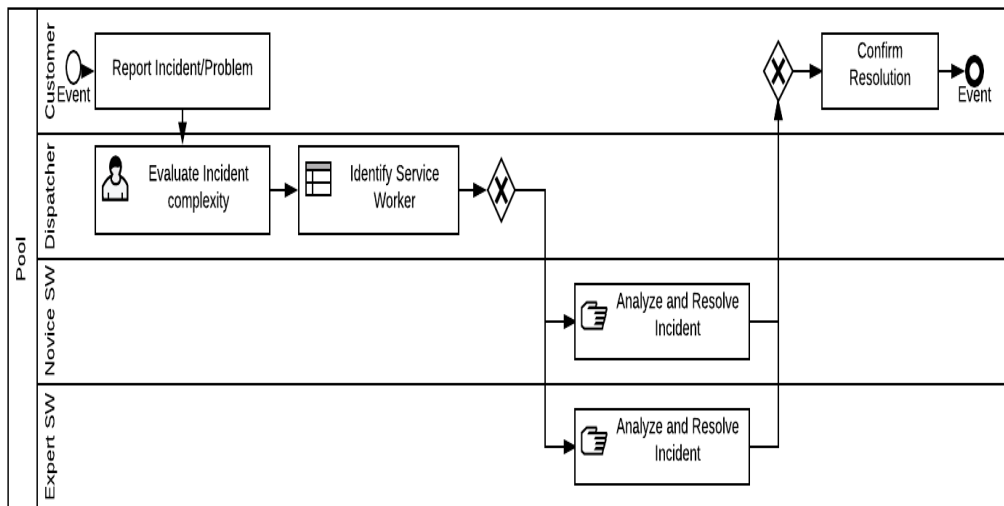 Pool
Customer
Event
Report Incident/Problem
Confirm
Resolution
Event
Dispatcher
Evaluate Incident
complexity
Identify Service
Worker
Novice SW
Analyze and Resolve
Incident
Expert SW
Analyze and Resolve
Incident